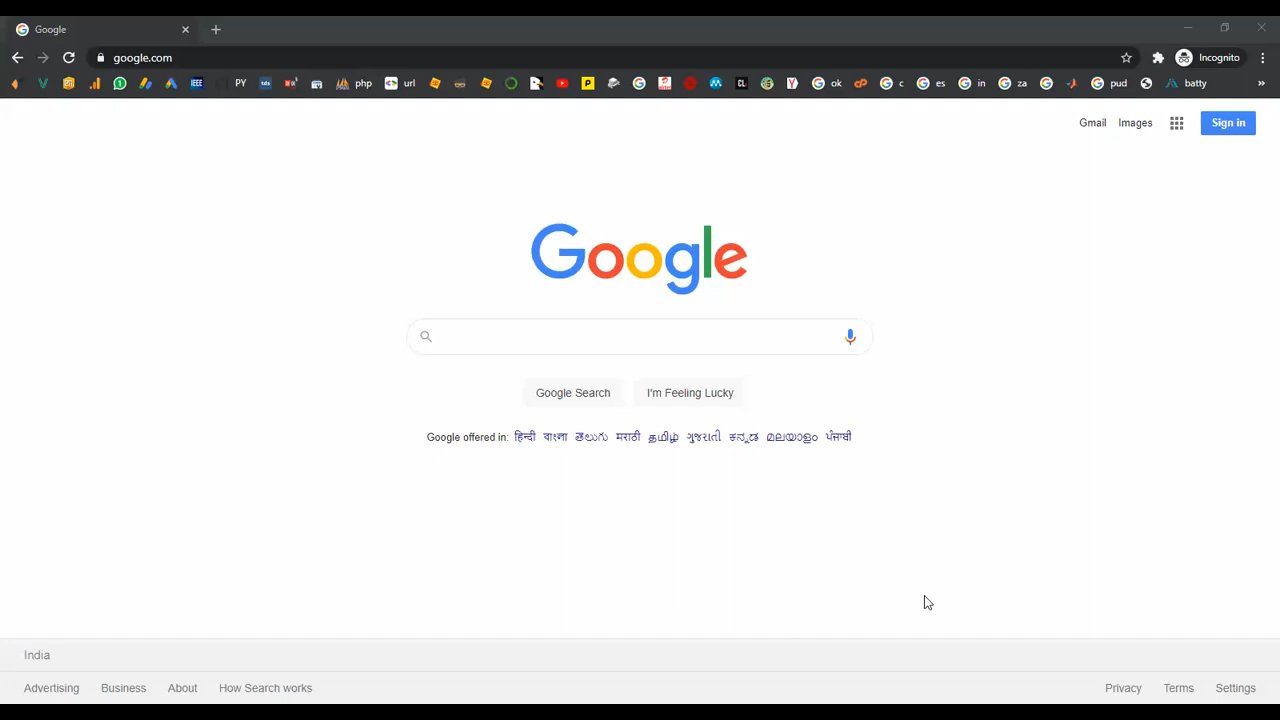 Google
google.com
Incognito
IEEE PY tds php url P Y ok c es in za pud batty »
Gmail Images Sign in
Google
Google Search I'm Feeling Lucky
Google offered in: हिन्दी বাংলা తెలుగు मराठी தமிழ் ગુજરાતી ಕನ್ನಡ മലയാളം ਪੰਜਾਬੀ
India
Advertising Business About How Search works Privacy Terms Settings